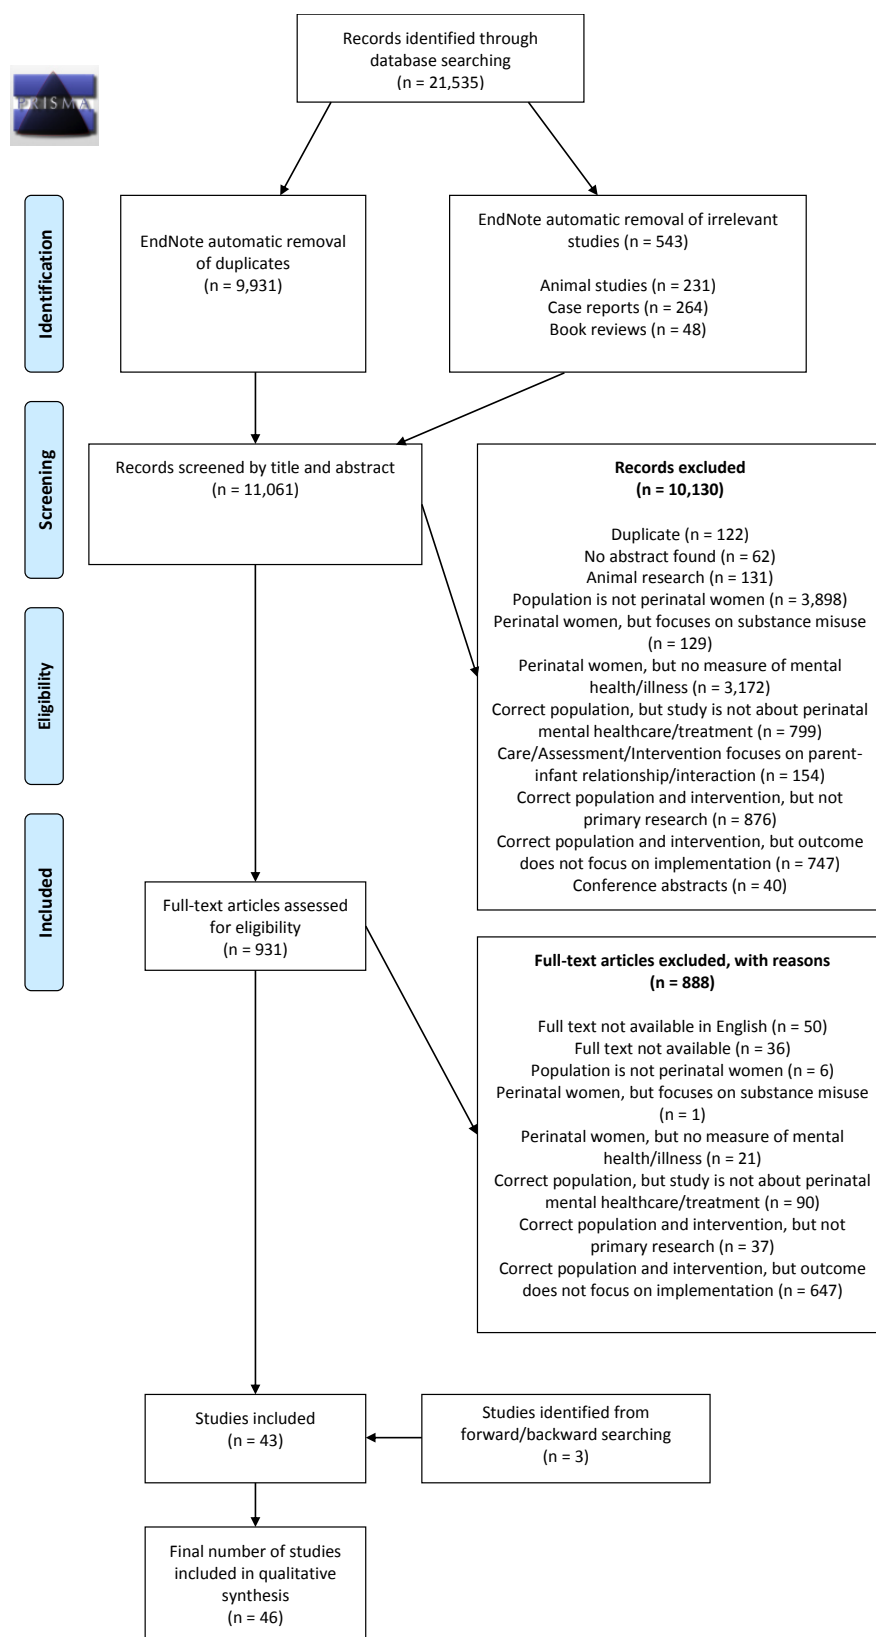 Records identified through
database searching
(n = 21,535)
PRISMA
Identification
EndNote automatic removal
of duplicates
(n = 9,931)
EndNote automatic removal of irrelevant
studies (n = 543)
Animal studies (n = 231)
Case reports (n = 264)
Book reviews (n = 48)
Screening
Records screened by title and abstract
(n = 11,061)
Records excluded
(n = 10,130)
Duplicate (n = 122)
No abstract found (n = 62)
Animal research (n = 131)
Population is not perinatal women (n = 3,898)
Perinatal women, but focuses on substance misuse
(n = 129)
Perinatal women, but no measure of mental
health/illness (n = 3,172)
Correct population, but study is not about perinatal
mental healthcare/treatment (n = 799)
Care/Assessment/Intervention focuses on parent-
infant relationship/interaction (n = 154)
Correct population and intervention, but not
primary research (n = 876)
Correct population and intervention, but outcome
does not focus on implementation (n = 747)
Conference abstracts (n = 40)
Eligibility
Included
Full-text articles assessed
for eligibility
(n = 931)
Full-text articles excluded, with reasons
(n = 888)
Full text not available in English (n = 50)
Full text not available (n = 36)
Population is not perinatal women (n = 6)
Perinatal women, but focuses on substance misuse
(n = 1)
Perinatal women, but no measure of mental
health/illness (n = 21)
Correct population, but study is not about perinatal
mental healthcare/treatment (n = 90)
Correct population and intervention, but not
primary research (n = 37)
Correct population and intervention, but outcome
does not focus on implementation (n = 647)
Studies included
(n = 43)
Studies identified from
forward/backward searching
(n = 3)
Final number of studies
included in qualitative
synthesis
(n = 46)